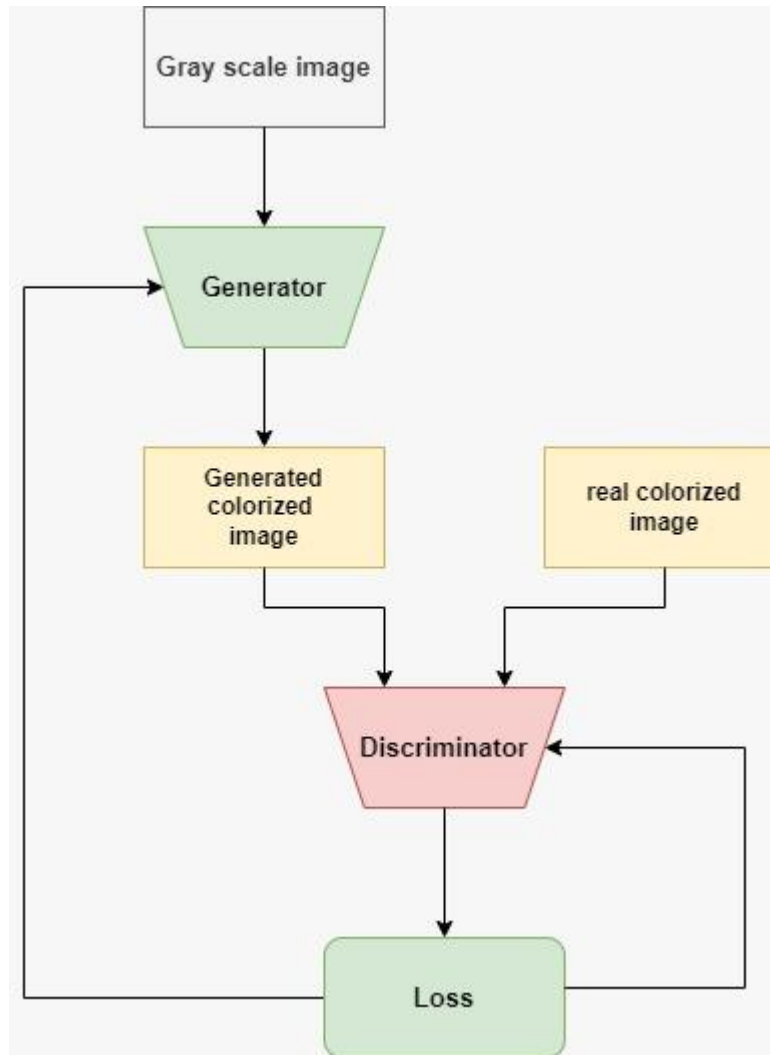 Gray scale image
Generator
Generated
colorized
image
real colorized
image
Discriminator
Loss